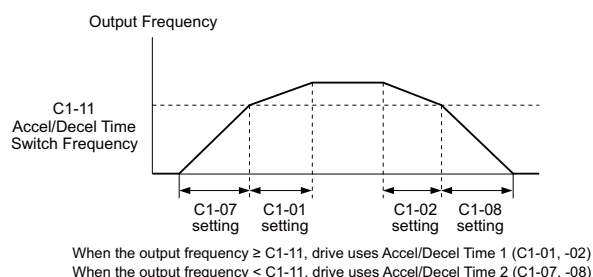 Output Frequency
C1-11
Accel/Decel Time
Switch Frequency
C1-07
setting
C1-01
setting
C1-02
setting
C1-08
setting
When the output frequency ≥ C1-11, drive uses Accel/Decel Time 1 (C1-01, -02)
When the output frequency < C1-11, drive uses Accel/Decel Time 2 (C1-07, -08)